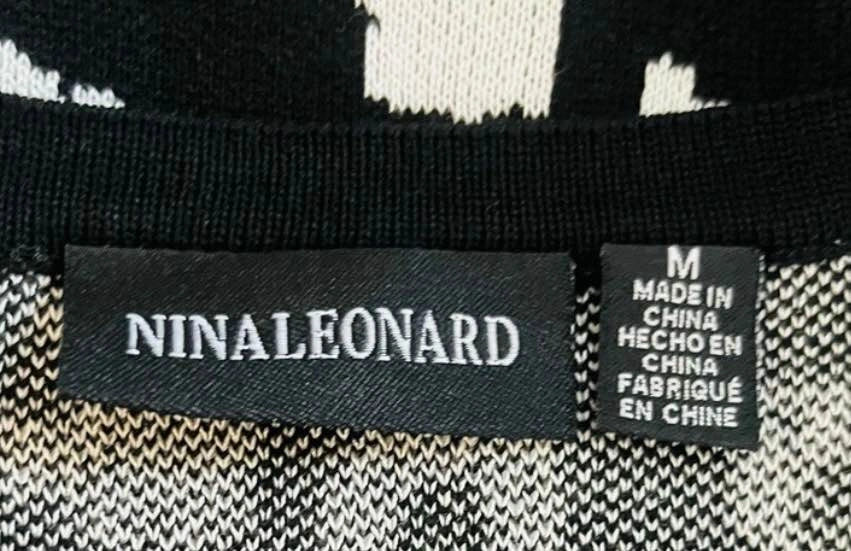 NINALEONARD
M
MADE IN
CHINA
HECHO EN
CHINA
FABRIQUÉ
EN CHINE